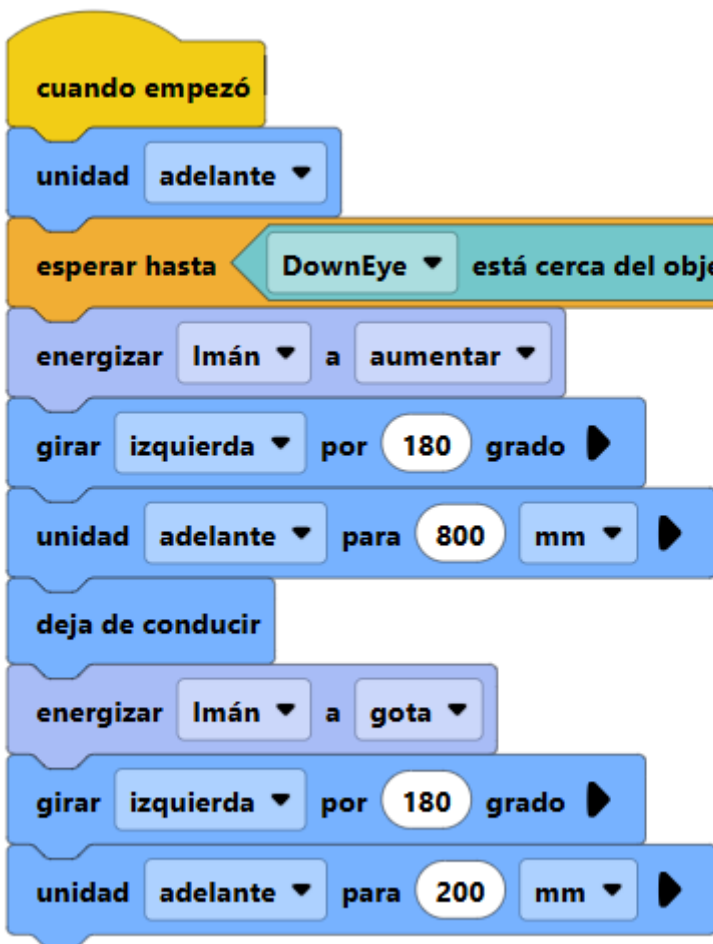 cuando empezó
unidad adelante
esperar hasta DownEye está cerca del
energizar Imán a aumentar
girar izquierda por 180 grado
unidad adelante para 800 mm
deja de conducir
energizar Imán a gota
girar izquierda por 180 grado
unidad adelante para 200 mm